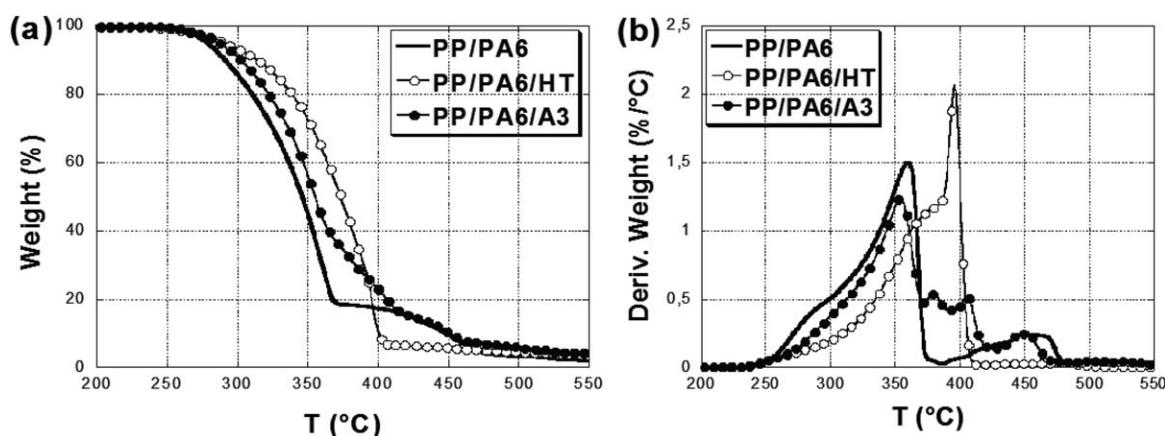 (a)
PP/PA6
PP/PA6/HT
PP/PA6/A3
Weight (%)
100
80
60
40
20
0
200 250 300 350 400 450 500 550
T (°C)
(b)
PP/PA6
PP/PA6/HT
PP/PA6/A3
Deriv. Weight (%/°C)
2,5
2
1,5
1
0,5
0
200 250 300 350 400 450 500 550
T (°C)